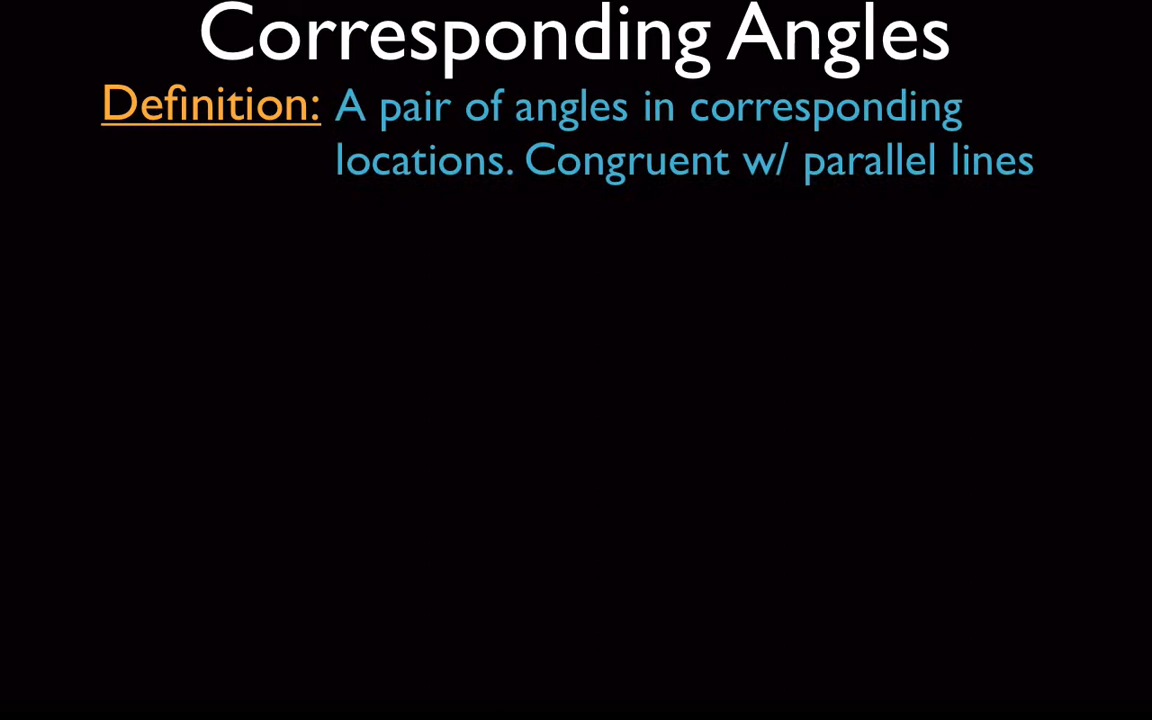 Corresponding Angles
Definition: A pair of angles in corresponding
locations. Congruent w/ parallel lines